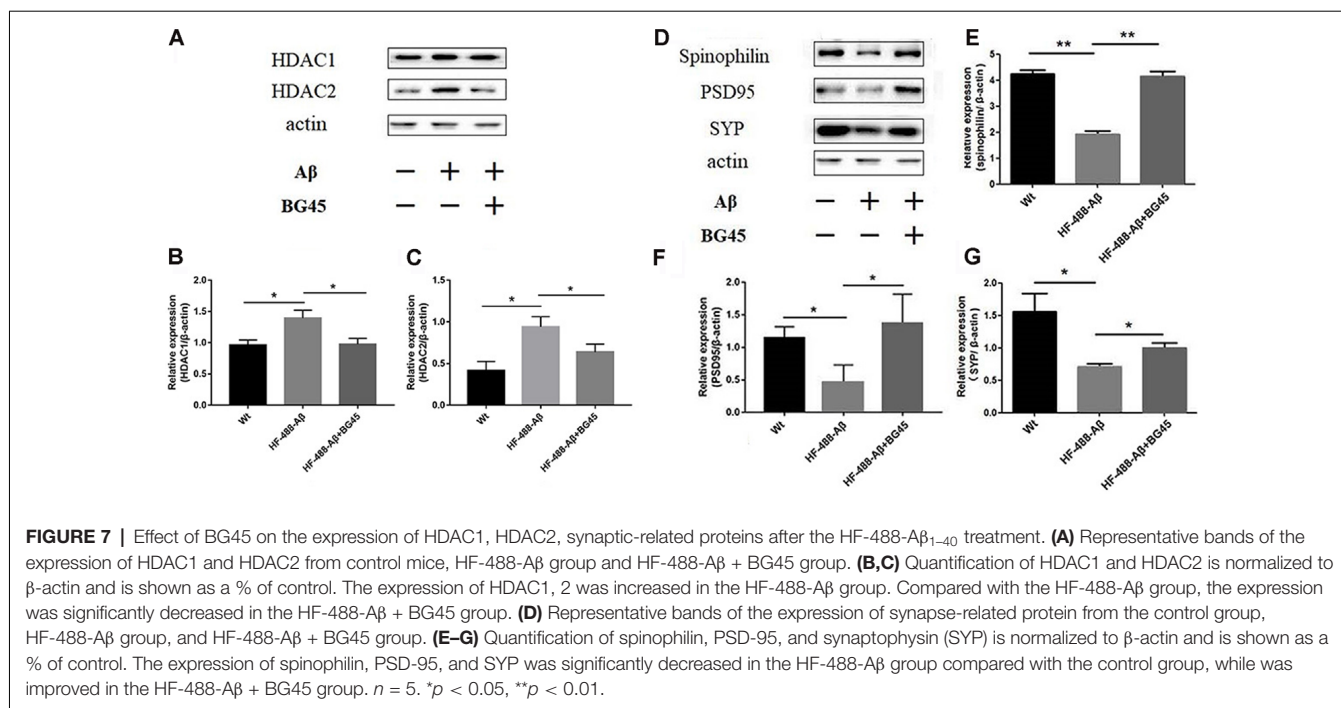 A
HDAC1
HDAC2
actin
Aβ − + +
BG45 − − +
D
Spinophilin
PSD95
SYP
actin
Aβ − + +
BG45 − − +
E
Relative expression
(spinophilin/ β-actin)
5
4
3
2
1
0
** **
Wt
HF-488-Aβ
HF-488-Aβ+BG45
B
Relative expression
(HDAC1/β-actin)
2.0
1.5
1.0
0.5
0.0
* *
Wt
HF-488-Aβ
HF-488-Aβ+BG45
C
Relative expression
(HDAC2/β-actin)
1.5
1.0
0.5
0.0
* *
Wt
HF-488-Aβ
HF-488-Aβ+BG45
F
Relative expression
(PSD95/β-actin)
2.0
1.5
1.0
0.5
0.0
* *
Wt
HF-488-Aβ
HF-488-Aβ+BG45
G
Relative expression
(SYP/ β-actin)
2.0
1.5
1.0
0.5
0.0
* *
Wt
HF-488-Aβ
HF-488-Aβ+BG45
FIGURE 7 | Effect of BG45 on the expression of HDAC1, HDAC2, synaptic-related proteins after the HF-488-Aβ1–40 treatment. (A) Representative bands of the
expression of HDAC1 and HDAC2 from control mice, HF-488-Aβ group and HF-488-Aβ + BG45 group. (B,C) Quantification of HDAC1 and HDAC2 is normalized to
β-actin and is shown as a % of control. The expression of HDAC1, 2 was increased in the HF-488-Aβ group. Compared with the HF-488-Aβ group, the expression
was significantly decreased in the HF-488-Aβ + BG45 group. (D) Representative bands of the expression of synapse-related protein from the control group,
HF-488-Aβ group, and HF-488-Aβ + BG45 group. (E–G) Quantification of spinophilin, PSD-95, and synaptophysin (SYP) is normalized to β-actin and is shown as a
% of control. The expression of spinophilin, PSD-95, and SYP was significantly decreased in the HF-488-Aβ group compared with the control group, while was
improved in the HF-488-Aβ + BG45 group. n = 5. *p < 0.05, **p < 0.01.